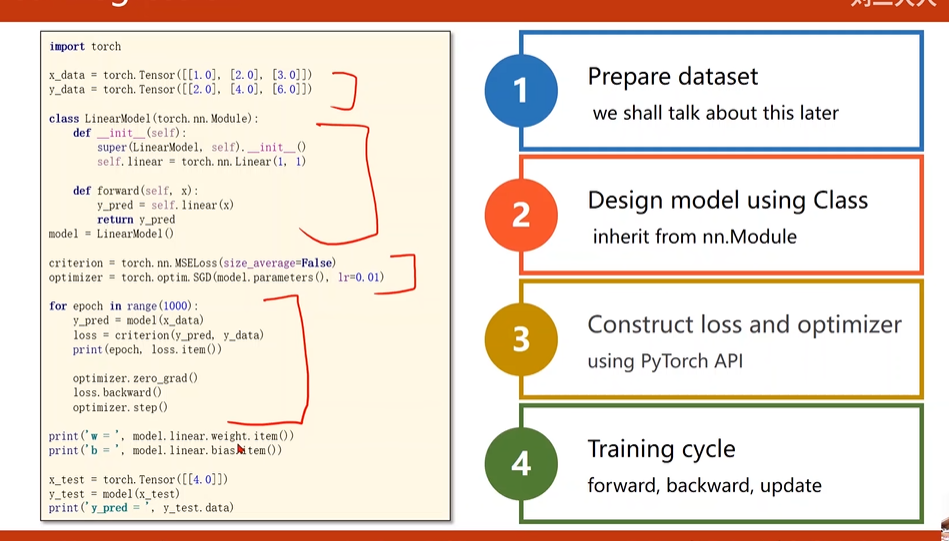 import torch
x_data = torch.Tensor([[1.0], [2.0], [3.0]])
y_data = torch.Tensor([[2.0], [4.0], [6.0]])
class LinearModel(torch.nn.Module):
    def __init__(self):
        super(LinearModel, self).__init__()
        self.linear = torch.nn.Linear(1, 1)
    def forward(self, x):
        y_pred = self.linear(x)
        return y_pred
model = LinearModel()
criterion = torch.nn.MSELoss(size_average=False)
optimizer = torch.optim.SGD(model.parameters(), lr=0.01)
for epoch in range(1000):
    y_pred = model(x_data)
    loss = criterion(y_pred, y_data)
    print(epoch, loss.item())
    optimizer.zero_grad()
    loss.backward()
    optimizer.step()
print('w = ', model.linear.weight.item())
print('b = ', model.linear.bias.item())
x_test = torch.Tensor([[4.0]])
y_test = model(x_test)
print('y_pred = ', y_test.data)
1
Prepare dataset
we shall talk about this later
2
Design model using Class
inherit from nn.Module
3
Construct loss and optimizer
using PyTorch API
4
Training cycle
forward, backward, update